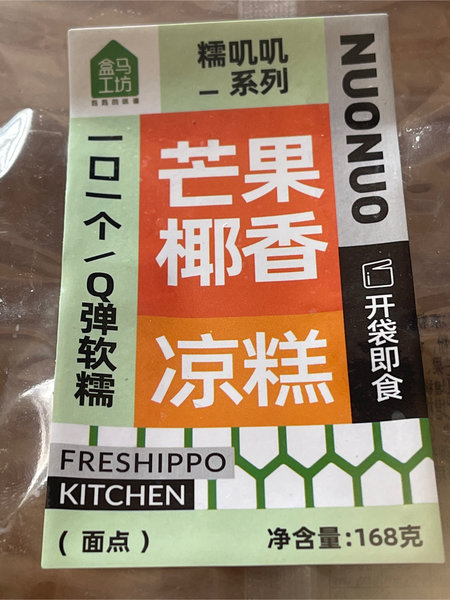 盒马
工坊
糯叽叽
—系列
NUONUO
芒果
椰香
凉糕
一口一个/Q弹软糯
开袋即食
FRESHIPPO
KITCHEN
(面点)
净含量:168克